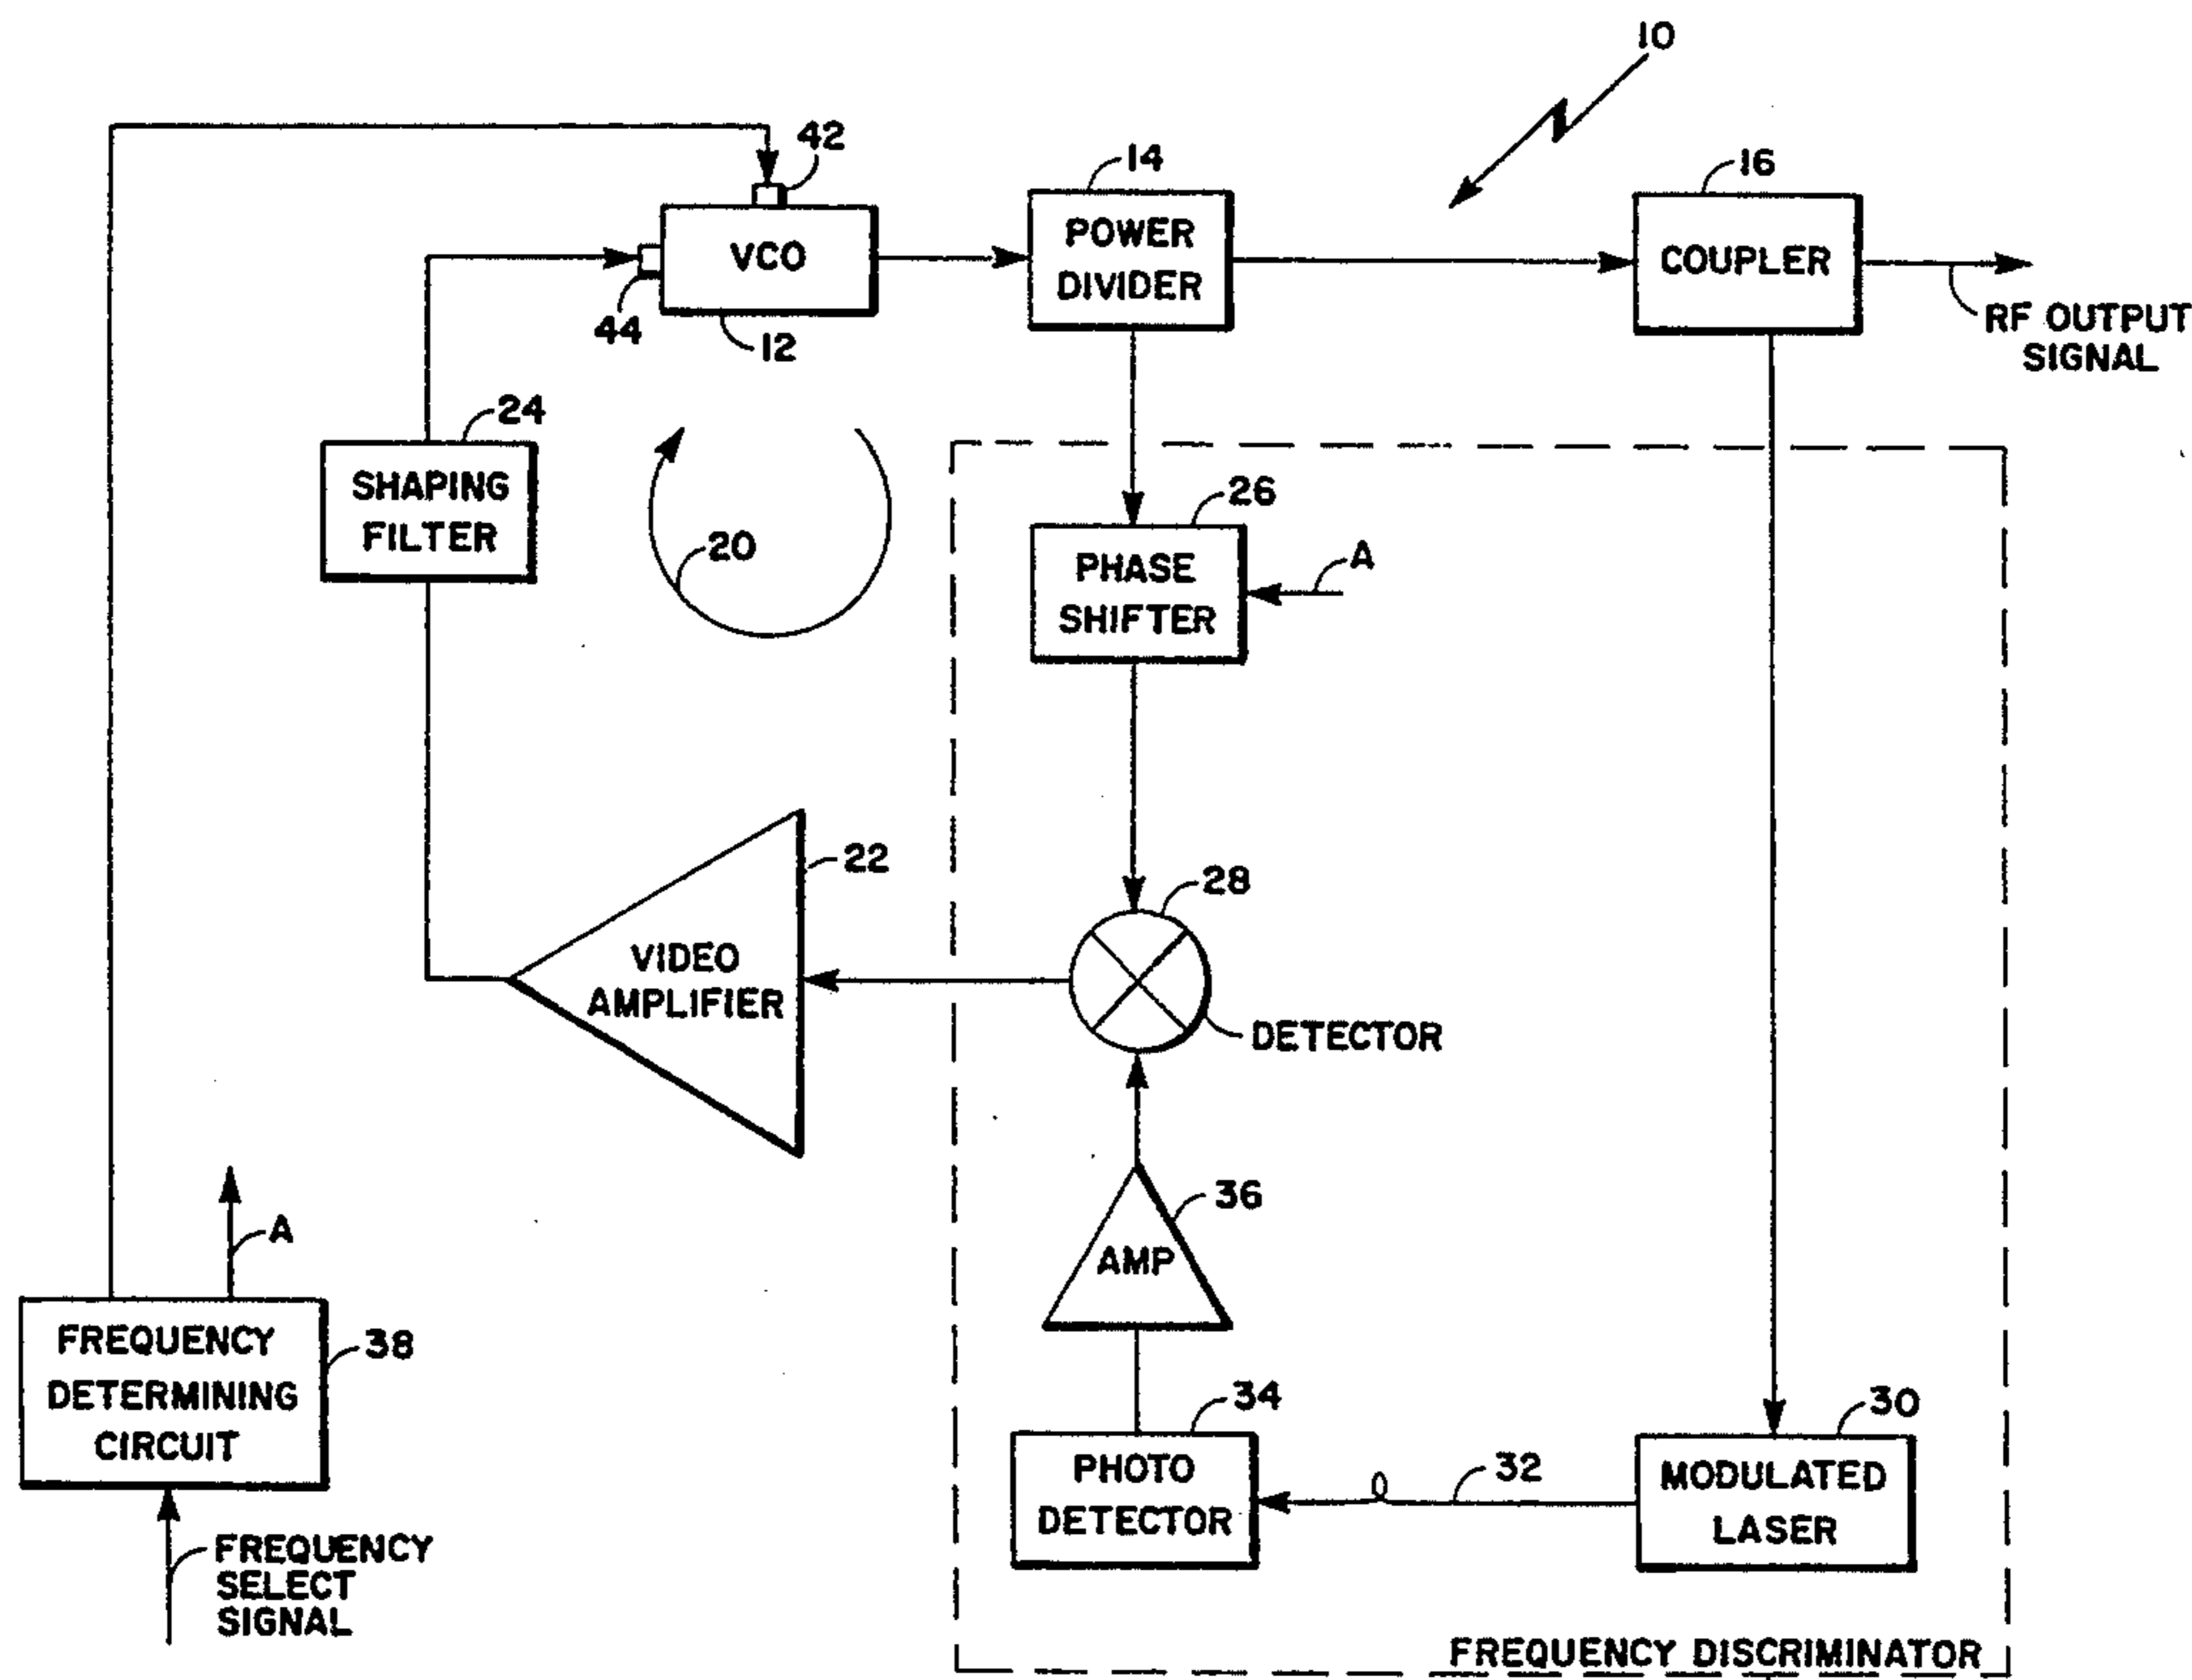 10
42
14
16
VCO
POWER
DIVIDER
COUPLER
44
12
RF OUTPUT
SIGNAL
24
SHAPING
FILTER
20
26
PHASE
SHIFTER
A
22
VIDEO
AMPLIFIER
28
DETECTOR
36
AMP
A
FREQUENCY
DETERMINING
CIRCUIT
38
34
PHOTO
DETECTOR
32
30
MODULATED
LASER
FREQUENCY
SELECT
SIGNAL
FREQUENCY DISCRIMINATOR